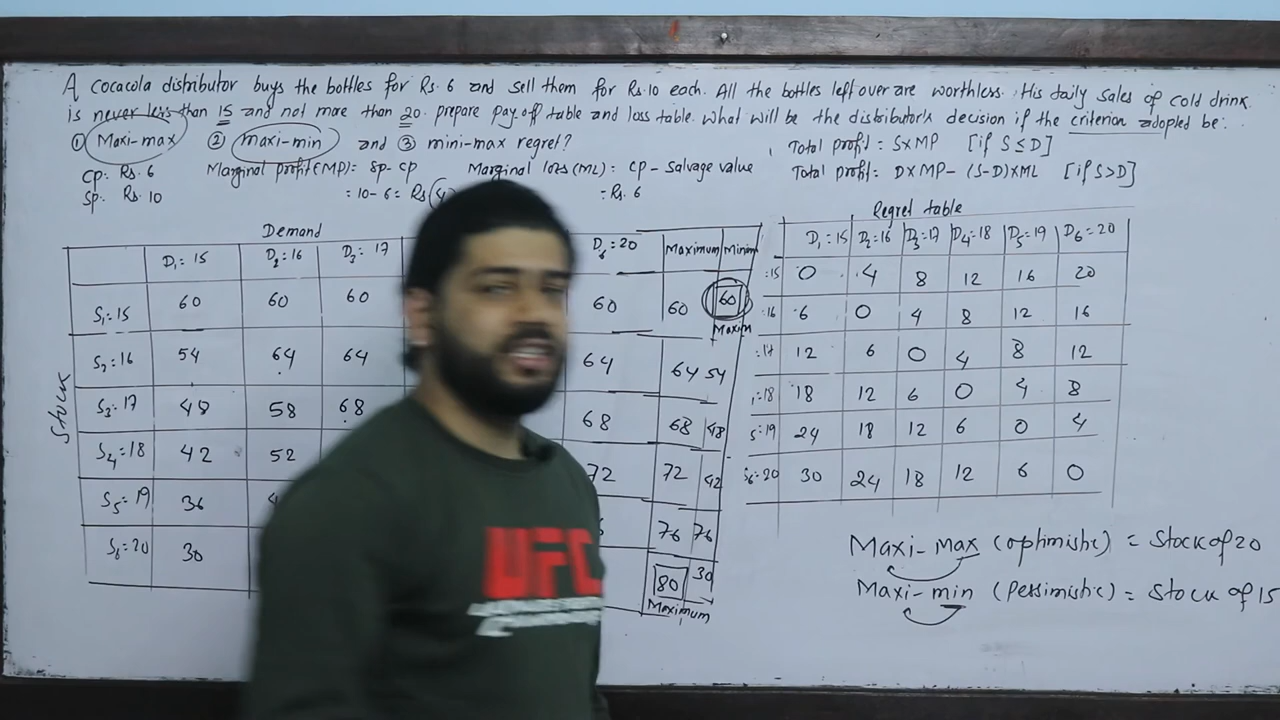 A cocacola distributor buys the bottles for Rs. 6 and sell them for Rs. 10 each. All the bottles left over are worthless. His daily sales of cold drink
is never less than 15 and not more than 20. prepare pay off table and loss table. What will be the distributor's decision if the criterion adopted be:
① Maxi-max ② maxi-min and ③ mini-max regret?
Total profit = S×MP [if S≤D]
CP: Rs. 6 Marginal profit (MP) = SP - CP Marginal loss (ML) = CP - Salvage value Total profit = D×MP - (S-D)×ML [if S>D]
SP: Rs. 10 = 10-6 = Rs 4 = Rs. 6
Demand
D1 = 15 D2 = 16 D3 = 17 D6 = 20 Maximum Minim
Stock
S1 = 15 60 60 60 60 60 60
Maxim
S2 = 16 54 64 64 64 64 54
S3 = 17 48 58 68 68 68 48
S4 = 18 42 52 72 72 42
S5 = 19 36 76 76
S6 = 20 30 80 30
Maximum
Regret table
D1 = 15 D2 = 16 D3 = 17 D4 = 18 D5 = 19 D6 = 20
:15 0 4 8 12 16 20
:16 6 0 4 8 12 16
:17 12 6 0 4 8 12
:18 18 12 6 0 4 8
5:19 24 18 12 6 0 4
S6=20 30 24 18 12 6 0
Maxi-max (optimistic) = Stock of 20
Maxi-min (Pessimistic) = Stock of 15
UFC